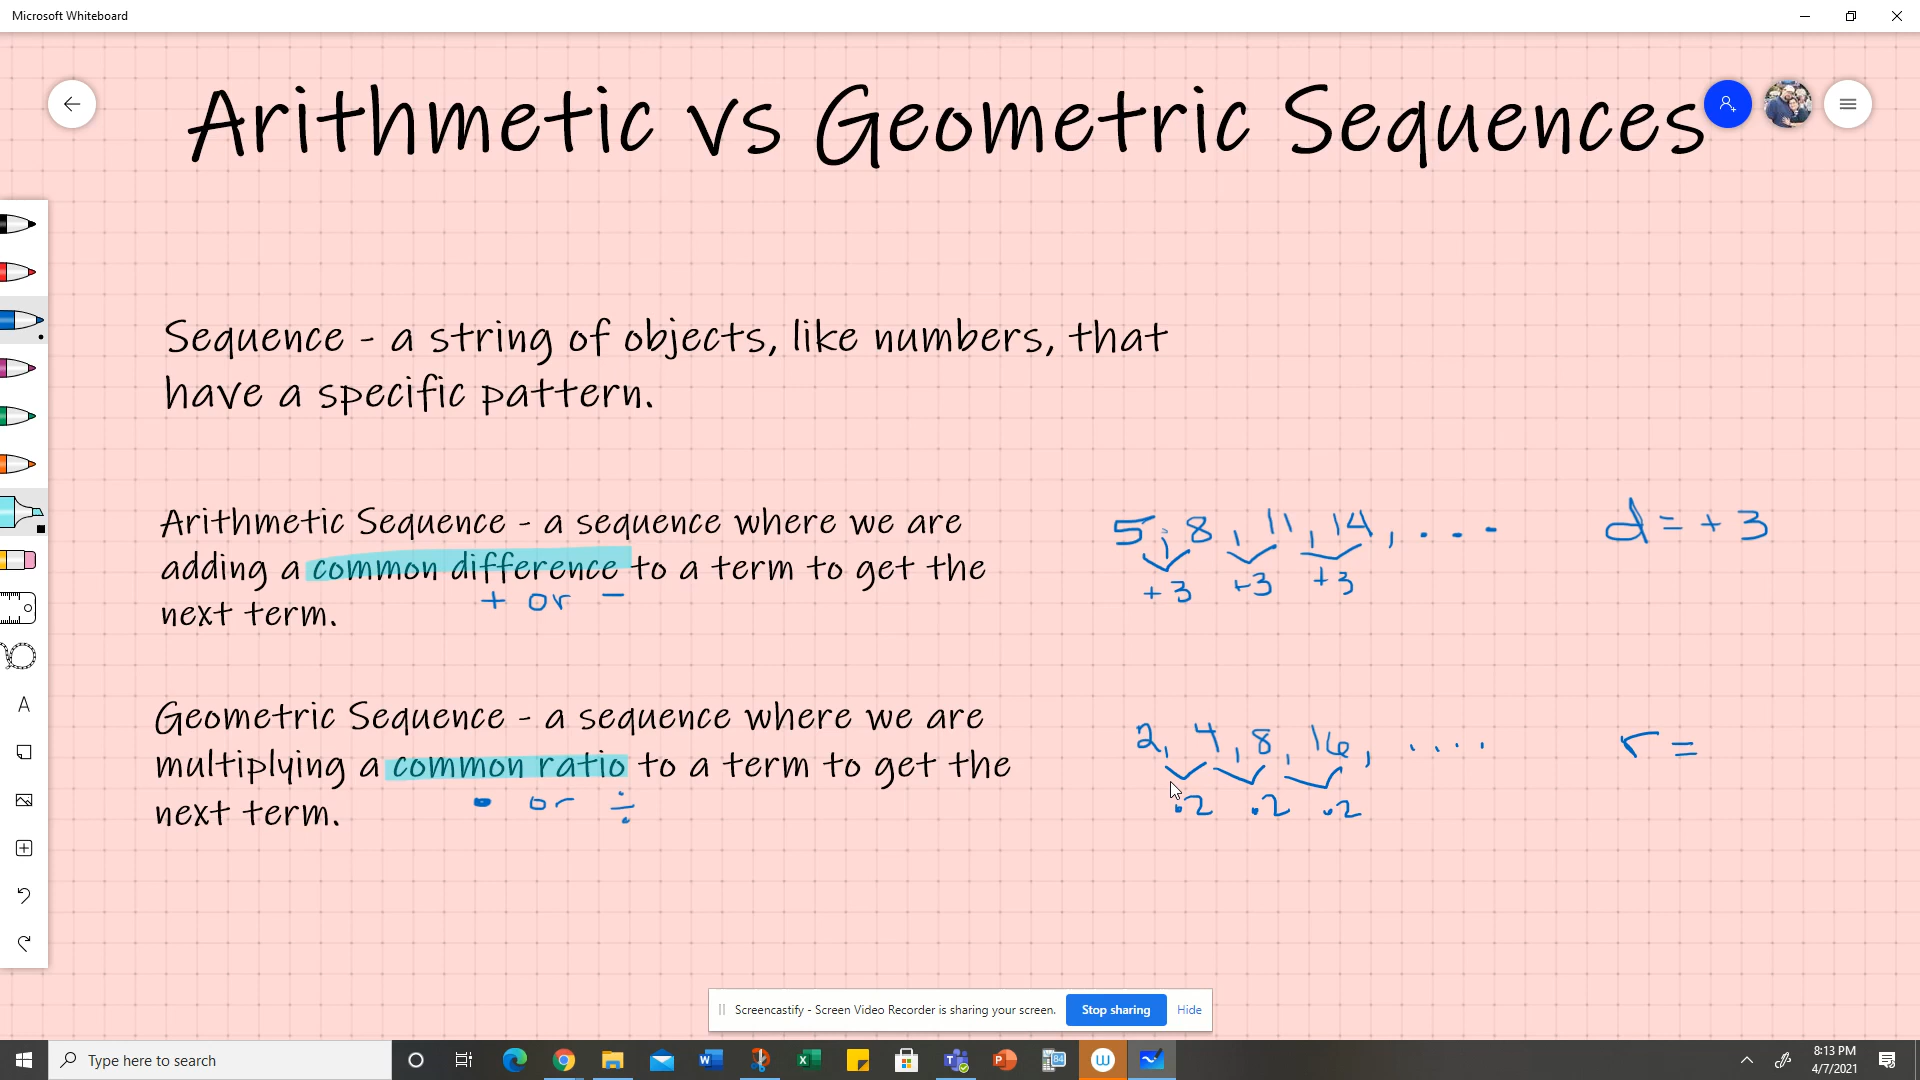 Microsoft Whiteboard
Arithmetic vs Geometric Sequences
Sequence - a string of objects, like numbers, that
have a specific pattern.
Arithmetic Sequence - a sequence where we are
adding a common difference to a term to get the
+ or -
next term.
5, 8, 11, 14, . . .
+3 +3 +3
d = + 3
Geometric Sequence - a sequence where we are
multiplying a common ratio to a term to get the
• or ÷
next term.
2, 4, 8, 16, . . . .
·2 ·2 ·2
r =
A
Screencastify - Screen Video Recorder is sharing your screen.
Stop sharing
Hide
Type here to search
84
8:13 PM
4/7/2021